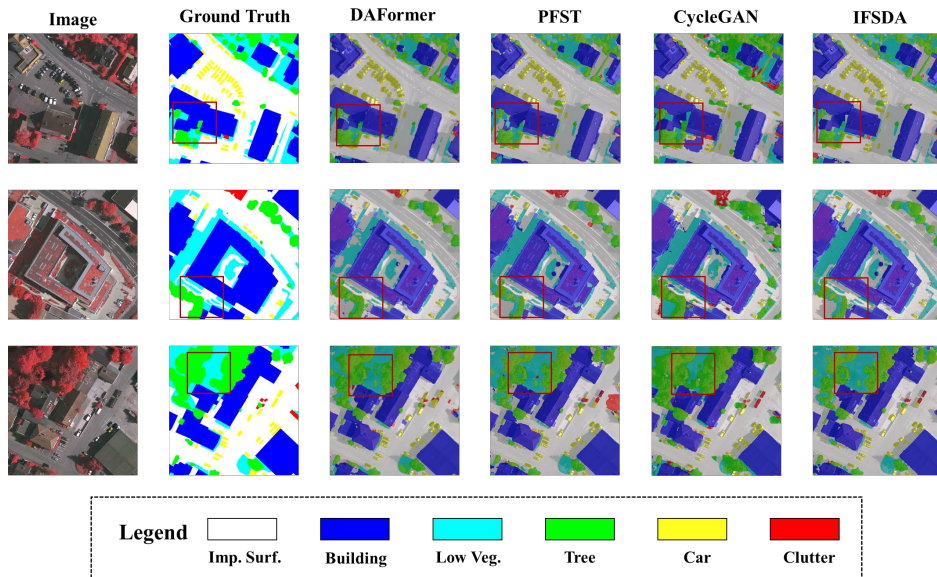 Image Ground Truth DAFormer PFST CycleGAN IFSDA
Legend
Imp. Surf. Building Low Veg. Tree Car Clutter